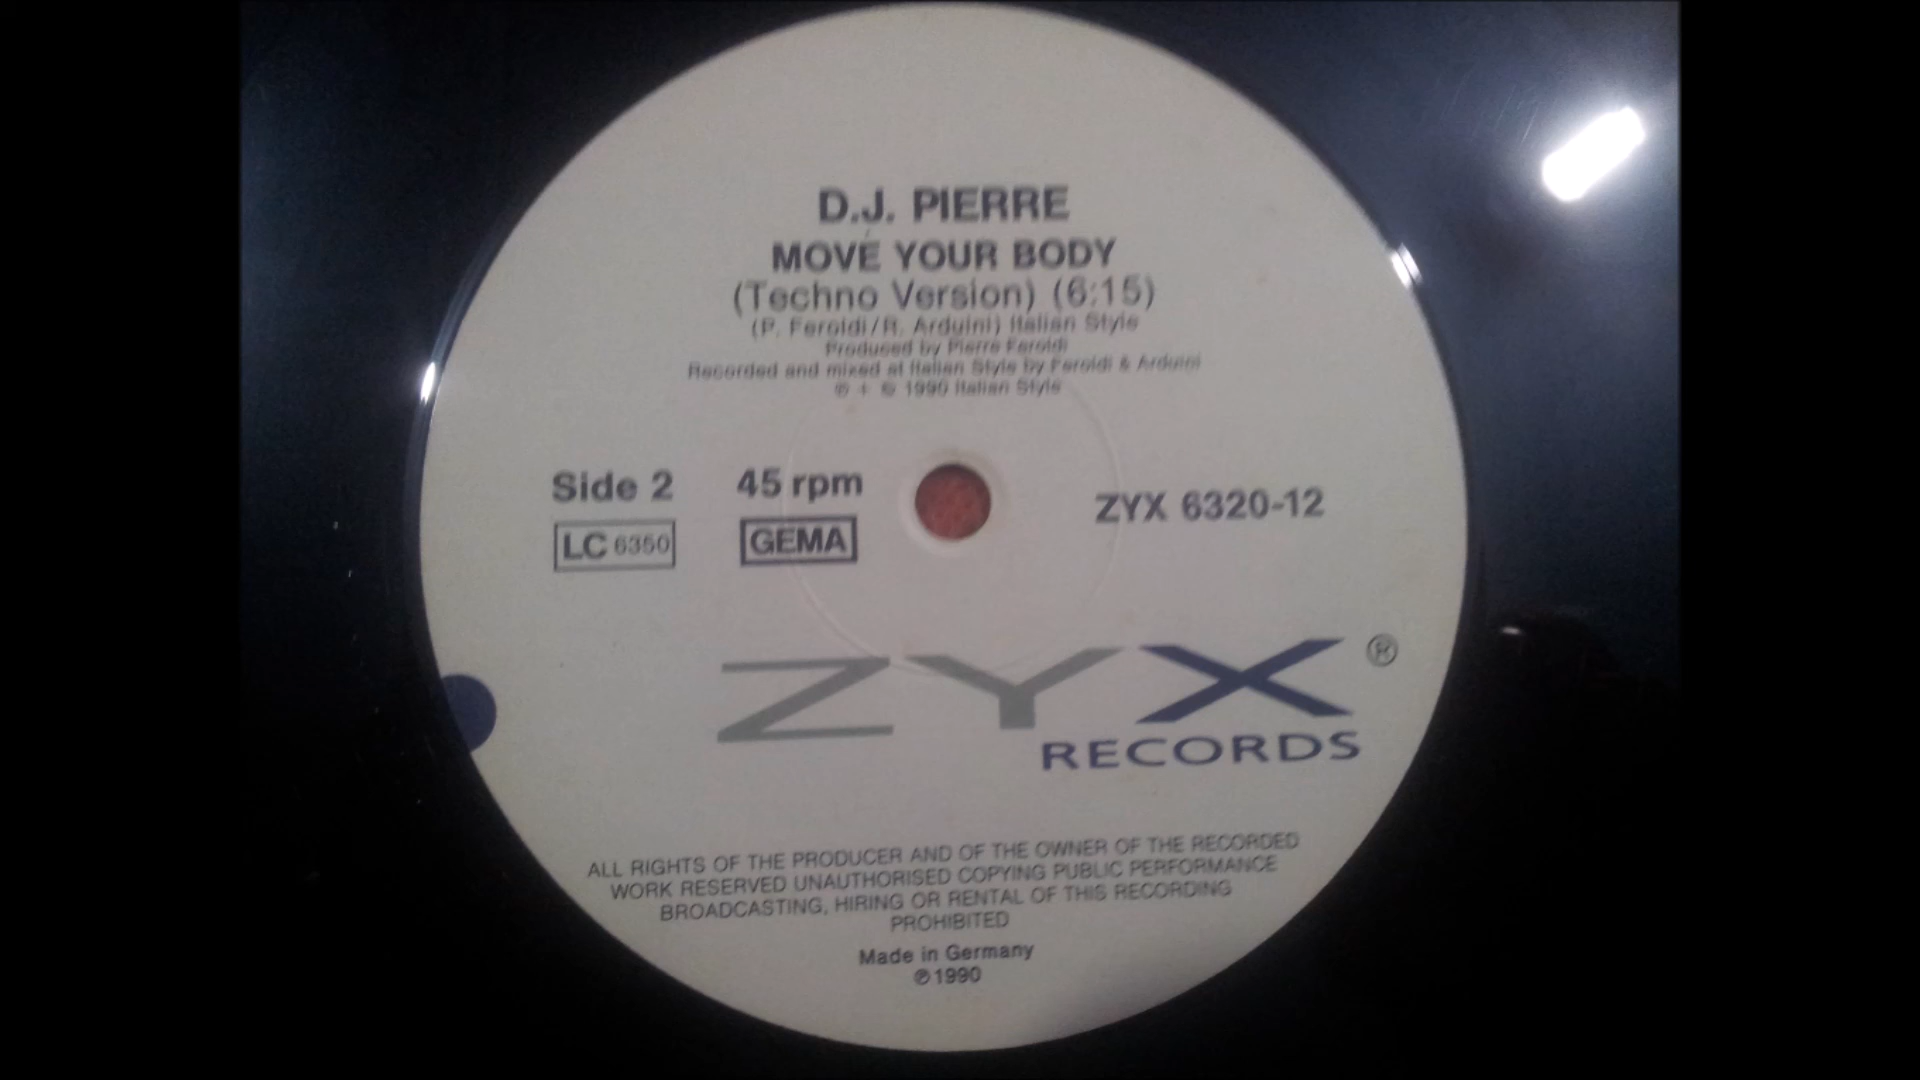 D.J. PIERRE
MOVE YOUR BODY
(Techno Version) (6:15)
(P. Feroldi/R. Arduini) Italian Style
Produced by Pierre Feroldi
Recorded and mixed at Italian Style by Feroldi & Arduini
℗ + © 1990 Italian Style
Side 2 45 rpm
ZYX 6320-12
LC 6350 GEMA
ZYX ®
RECORDS
ALL RIGHTS OF THE PRODUCER AND OF THE OWNER OF THE RECORDED
WORK RESERVED UNAUTHORISED COPYING PUBLIC PERFORMANCE
BROADCASTING, HIRING OR RENTAL OF THIS RECORDING
PROHIBITED
Made in Germany
℗1990